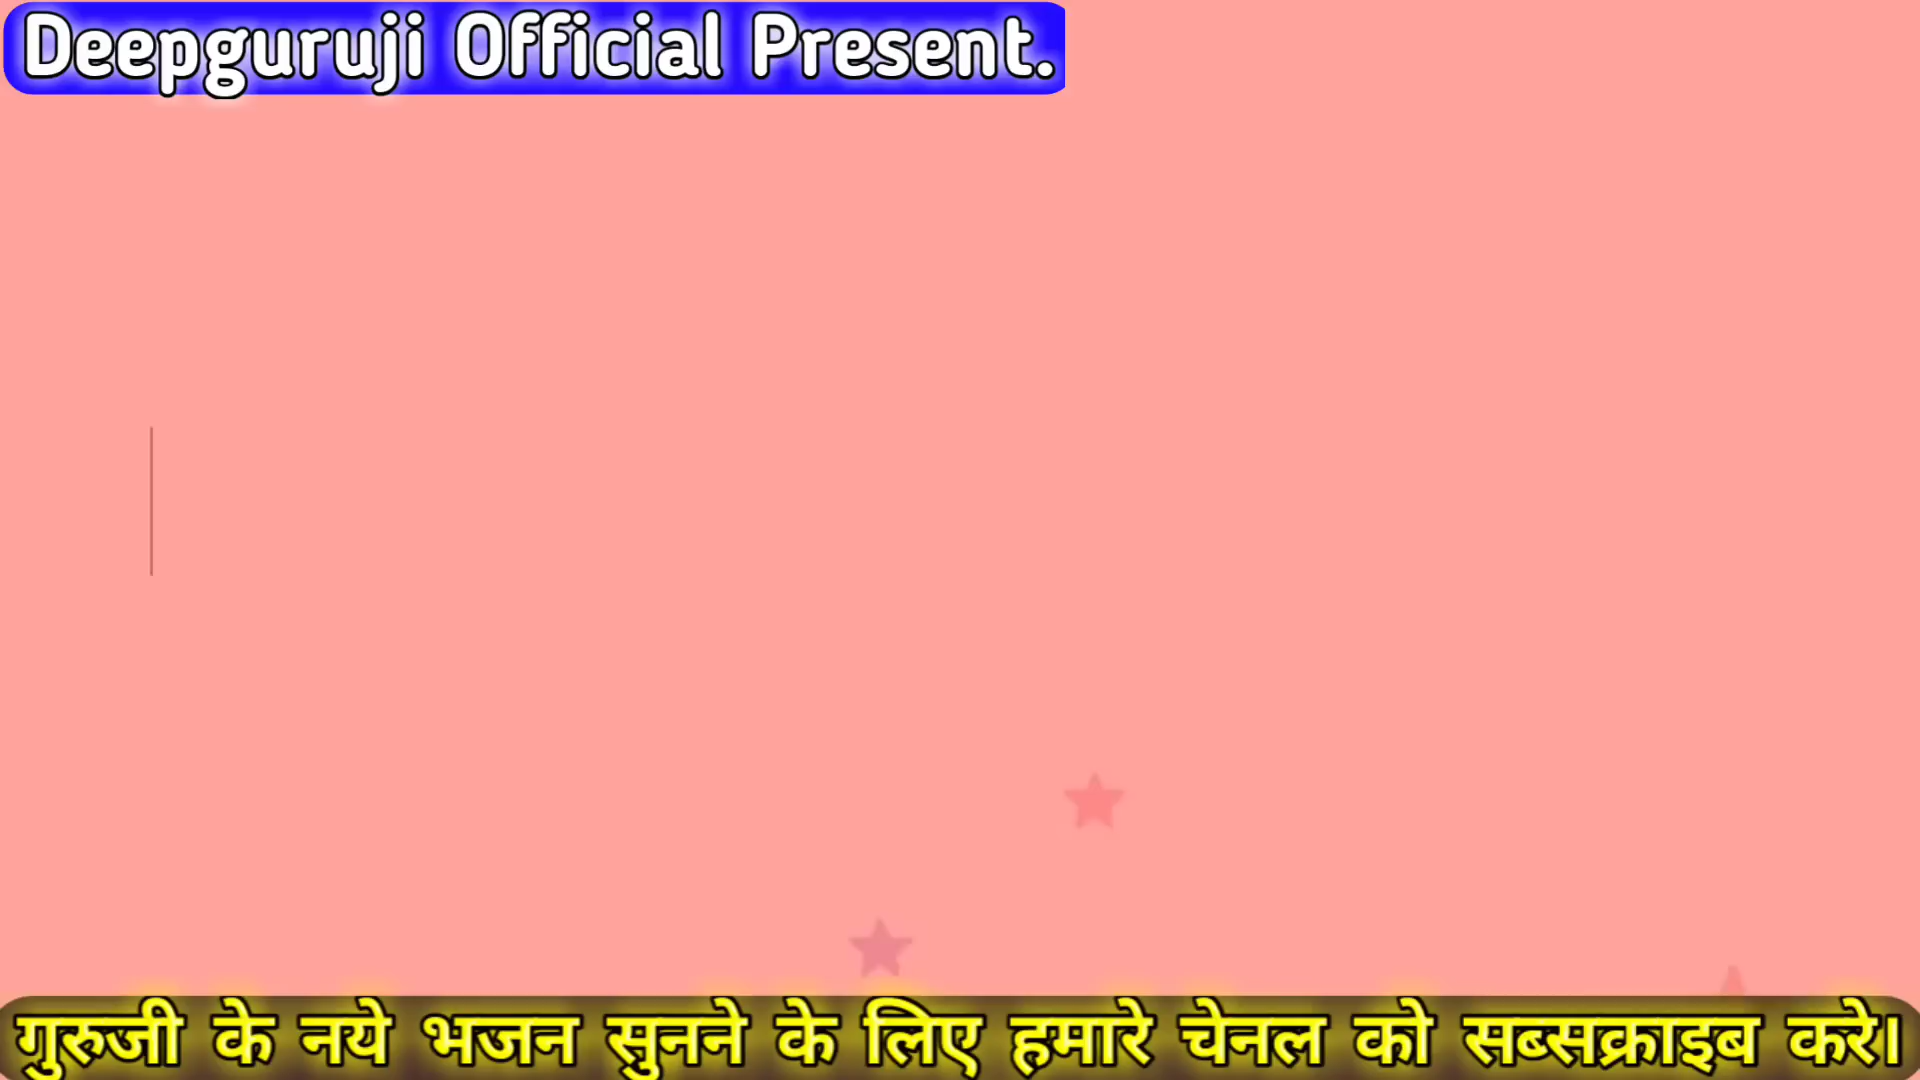 Deepguruji Official Present.
गुरुजी के नये भजन सुनने के लिए हमारे चेनल को सब्सक्राइब करे।